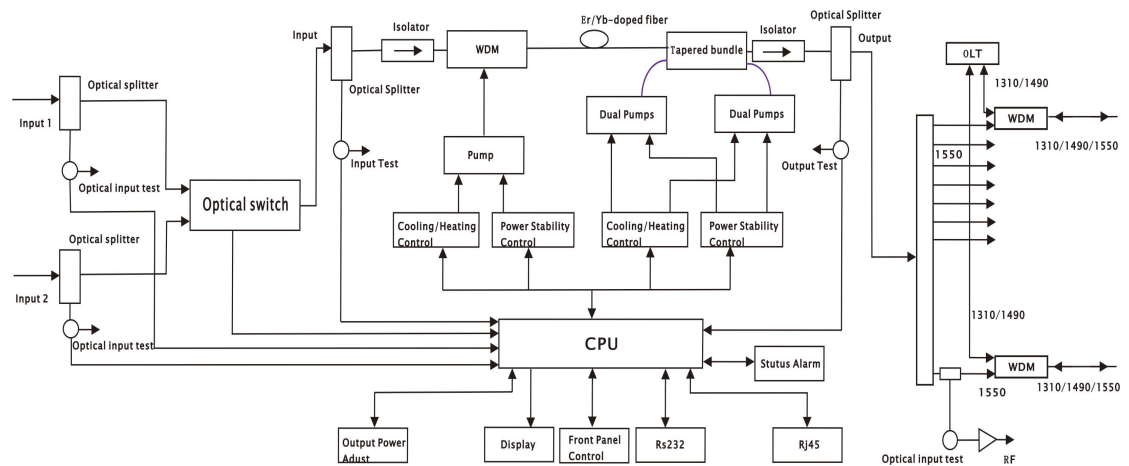 Er/Yb-doped fiber
Optical Splitter
Input
Isolator
Isolator
Output
WDM
Tapered bundle
OLT
Optical splitter
Optical Splitter
1310/1490
Input 1
Dual Pumps
Dual Pumps
WDM
1310/1490/1550
Pump
Input Test
Output Test
1550
Optical input test
Optical switch
Cooling/Heating
Control
Power Stability
Control
Cooling/Heating
Control
Power Stability
Control
Optical splitter
Input 2
1310/1490
Optical input test
CPU
Stutus Alarm
WDM
1310/1490/1550
1550
Output Power
Adust
Display
Front Panel
Control
Rs232
Rj45
Optical input test
RF